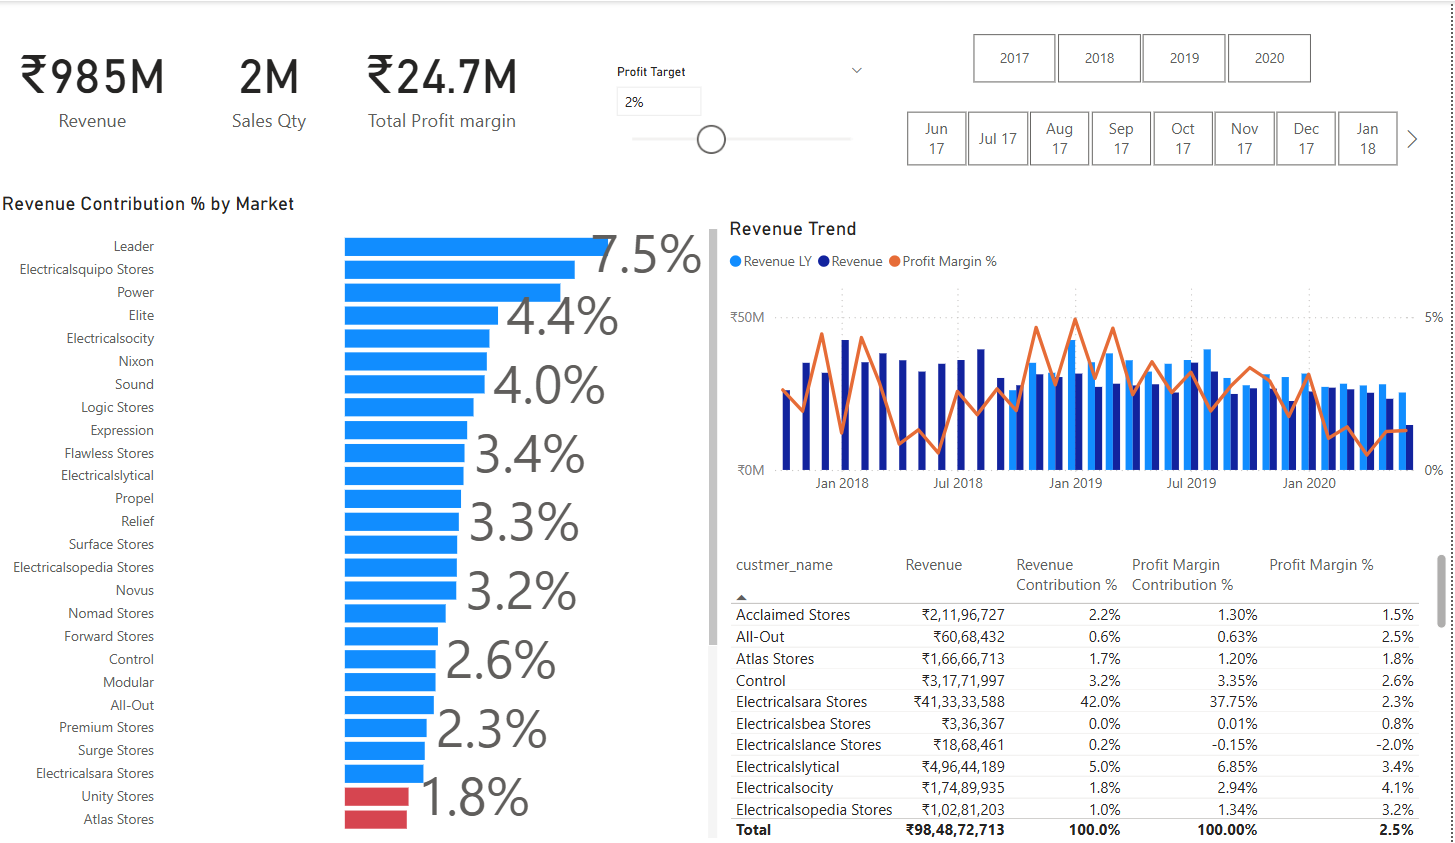 ₹985M
Revenue
2M
Sales Qty
₹24.7M
Total Profit margin
Profit Target
2%
2017
2018
2019
2020
Jun
17
Jul 17
Aug
17
Sep
17
Oct
17
Nov
17
Dec
17
Jan
18
Revenue Contribution % by Market
Leader
Electricalsquipo Stores
Power
Elite
Electricalsocity
Nixon
Sound
Logic Stores
Expression
Flawless Stores
Electricalslytical
Propel
Relief
Surface Stores
Electricalsopedia Stores
Novus
Nomad Stores
Forward Stores
Control
Modular
All-Out
Premium Stores
Surge Stores
Electricalsara Stores
Unity Stores
Atlas Stores
7.5%
4.4%
4.0%
3.4%
3.3%
3.2%
2.6%
2.3%
1.8%
Revenue Trend
Revenue LY Revenue Profit Margin %
₹50M
₹0M
5%
0%
Jan 2018 Jul 2018 Jan 2019 Jul 2019 Jan 2020
custmer_name Revenue Revenue Contribution % Profit Margin Contribution % Profit Margin %
Acclaimed Stores ₹2,11,96,727 2.2% 1.30% 1.5%
All-Out ₹60,68,432 0.6% 0.63% 2.5%
Atlas Stores ₹1,66,66,713 1.7% 1.20% 1.8%
Control ₹3,17,71,997 3.2% 3.35% 2.6%
Electricalsara Stores ₹41,33,33,588 42.0% 37.75% 2.3%
Electricalsbea Stores ₹3,36,367 0.0% 0.01% 0.8%
Electricalslance Stores ₹18,68,461 0.2% -0.15% -2.0%
Electricalslytical ₹4,96,44,189 5.0% 6.85% 3.4%
Electricalsocity ₹1,74,89,935 1.8% 2.94% 4.1%
Electricalsopedia Stores ₹1,02,81,203 1.0% 1.34% 3.2%
Total ₹98,48,72,713 100.0% 100.00% 2.5%